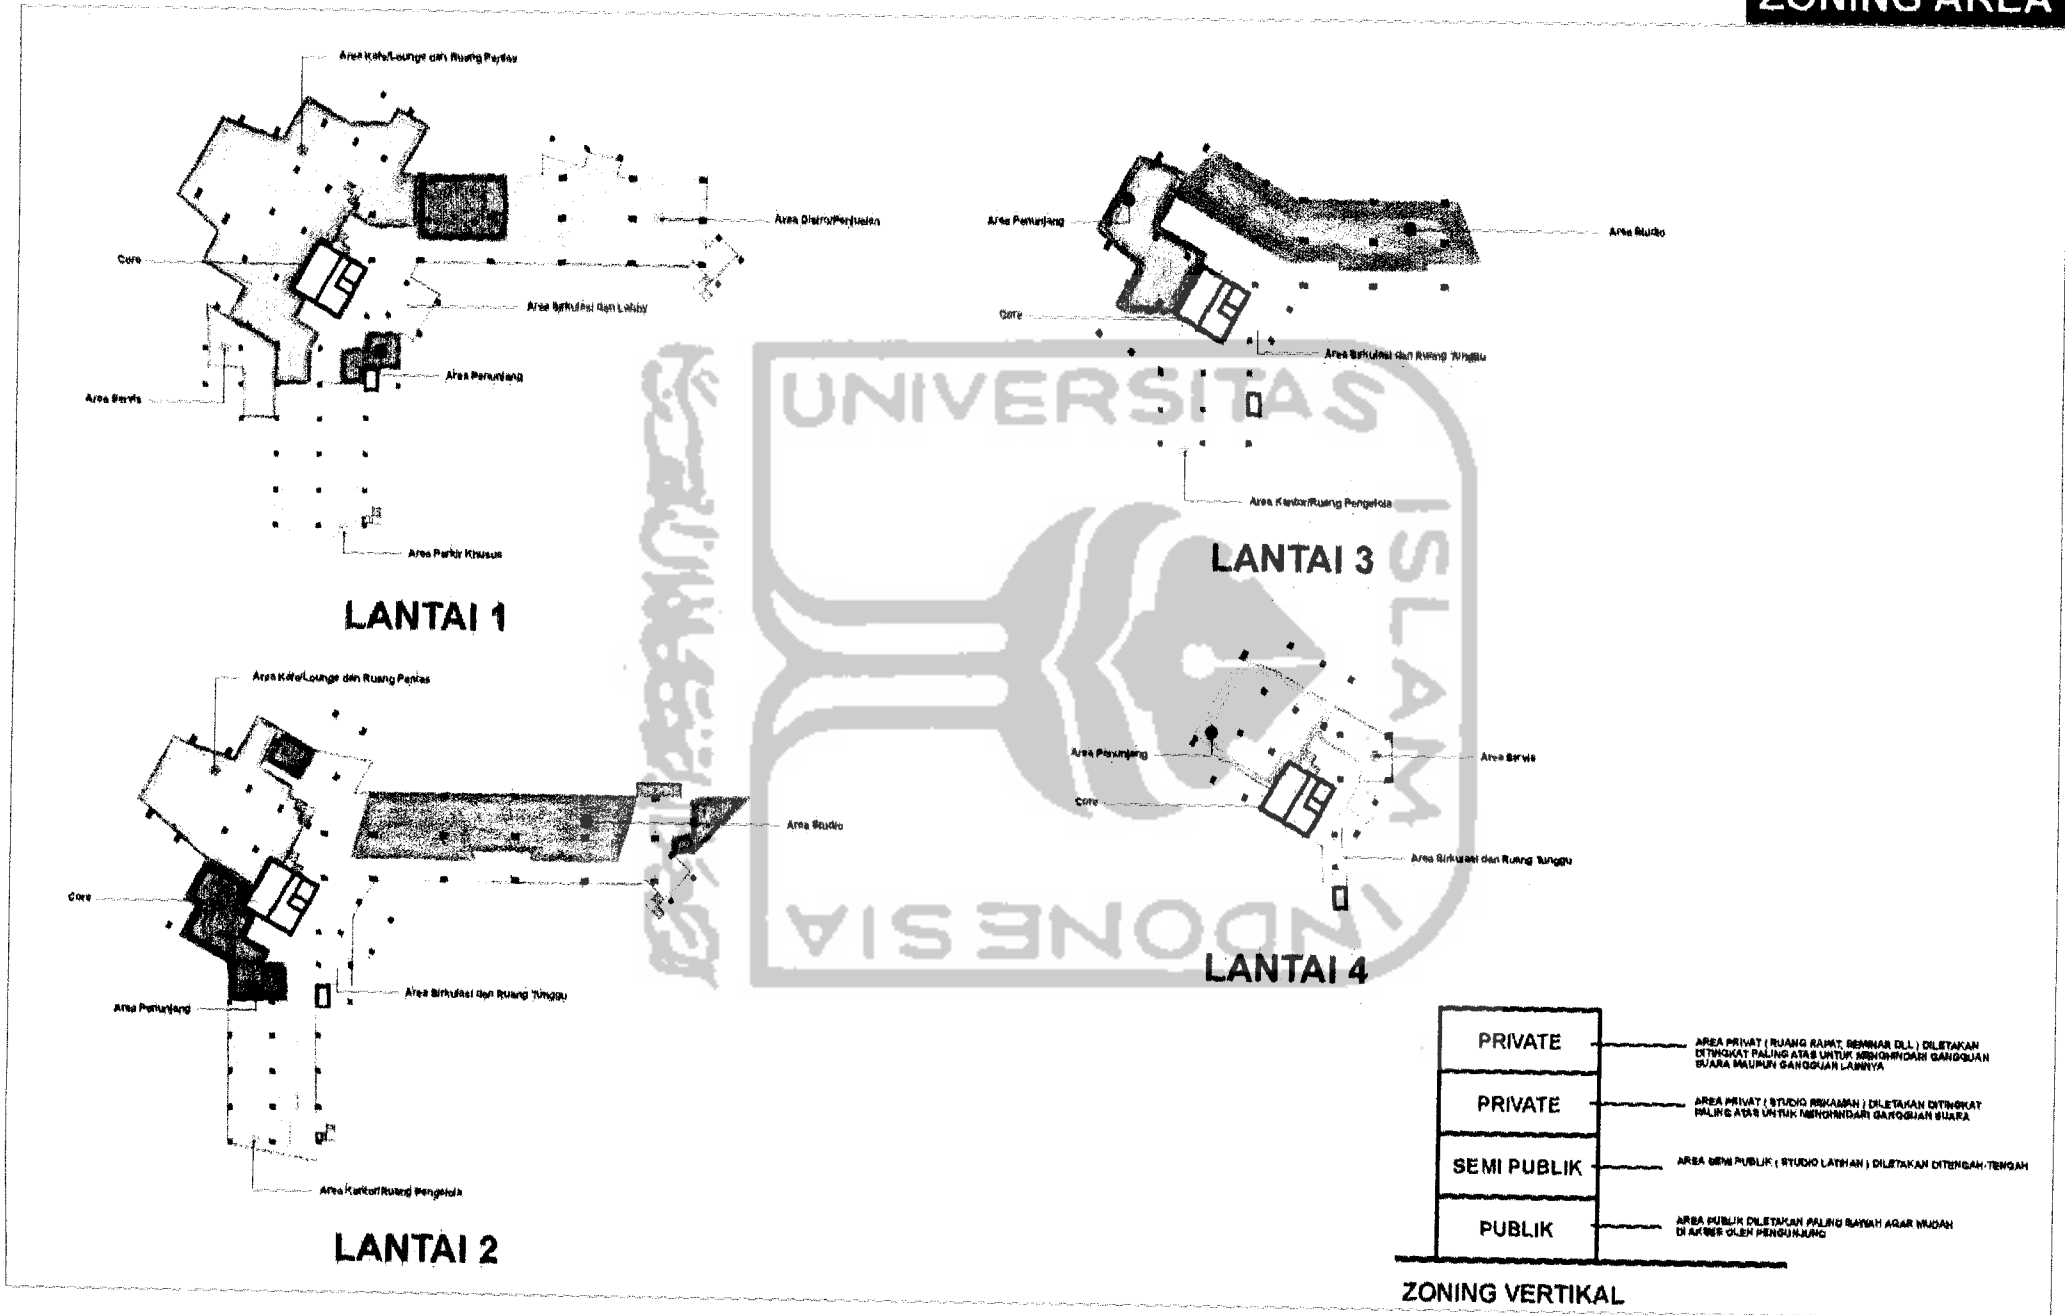 ZONING AREA
Area Kafe/Lounge dan Ruang Pentas
Core
Area Distro/Penjualan
Area Sirkulasi dan Lobby
Area Penunjang
Area Servis
Area Parkir Khusus
LANTAI 1
Area Penunjang
Area Studio
Core
Area Sirkulasi dan Ruang Tunggu
Area Kantor/Ruang Pengelola
LANTAI 3
Area Kafe/Lounge dan Ruang Pentas
Area Studio
Core
Area Sirkulasi dan Ruang Tunggu
Area Penunjang
Area Kantor/Ruang Pengelola
LANTAI 2
Area Penunjang
Area Servis
Core
Area Sirkulasi dan Ruang Tunggu
LANTAI 4
UNIVERSITAS
ISLAM
INDONESIA
PRIVATE
AREA PRIVAT ( RUANG RAPAT, SEMINAR DLL ) DILETAKAN
DITINGKAT PALING ATAS UNTUK MENGHINDARI GANGGUAN
SUARA MAUPUN GANGGUAN LAINNYA
PRIVATE
AREA PRIVAT ( STUDIO REKAMAN ) DILETAKAN DITINGKAT
PALING ATAS UNTUK MENGHINDARI GANGGUAN SUARA
SEMI PUBLIK
AREA SEMI PUBLIK ( STUDIO LATIHAN ) DILETAKAN DITENGAH-TENGAH
PUBLIK
AREA PUBLIK DILETAKAN PALING BAWAH AGAR MUDAH
DI AKSES OLEH PENGUNJUNG
ZONING VERTIKAL